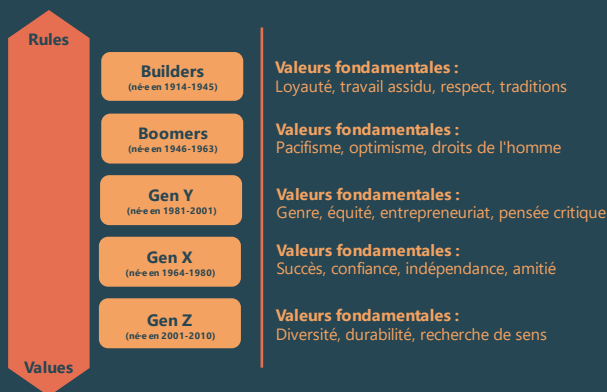 Rules
Builders
(né·e en 1914-1945)
Valeurs fondamentales :
Loyauté, travail assidu, respect, traditions
Boomers
(né·e en 1946-1963)
Valeurs fondamentales :
Pacifisme, optimisme, droits de l'homme
Gen Y
(né·e en 1981-2001)
Valeurs fondamentales :
Genre, équité, entrepreneuriat, pensée critique
Gen X
(né·e en 1964-1980)
Valeurs fondamentales :
Succès, confiance, indépendance, amitié
Gen Z
(né·e en 2001-2010)
Valeurs fondamentales :
Diversité, durabilité, recherche de sens
Values